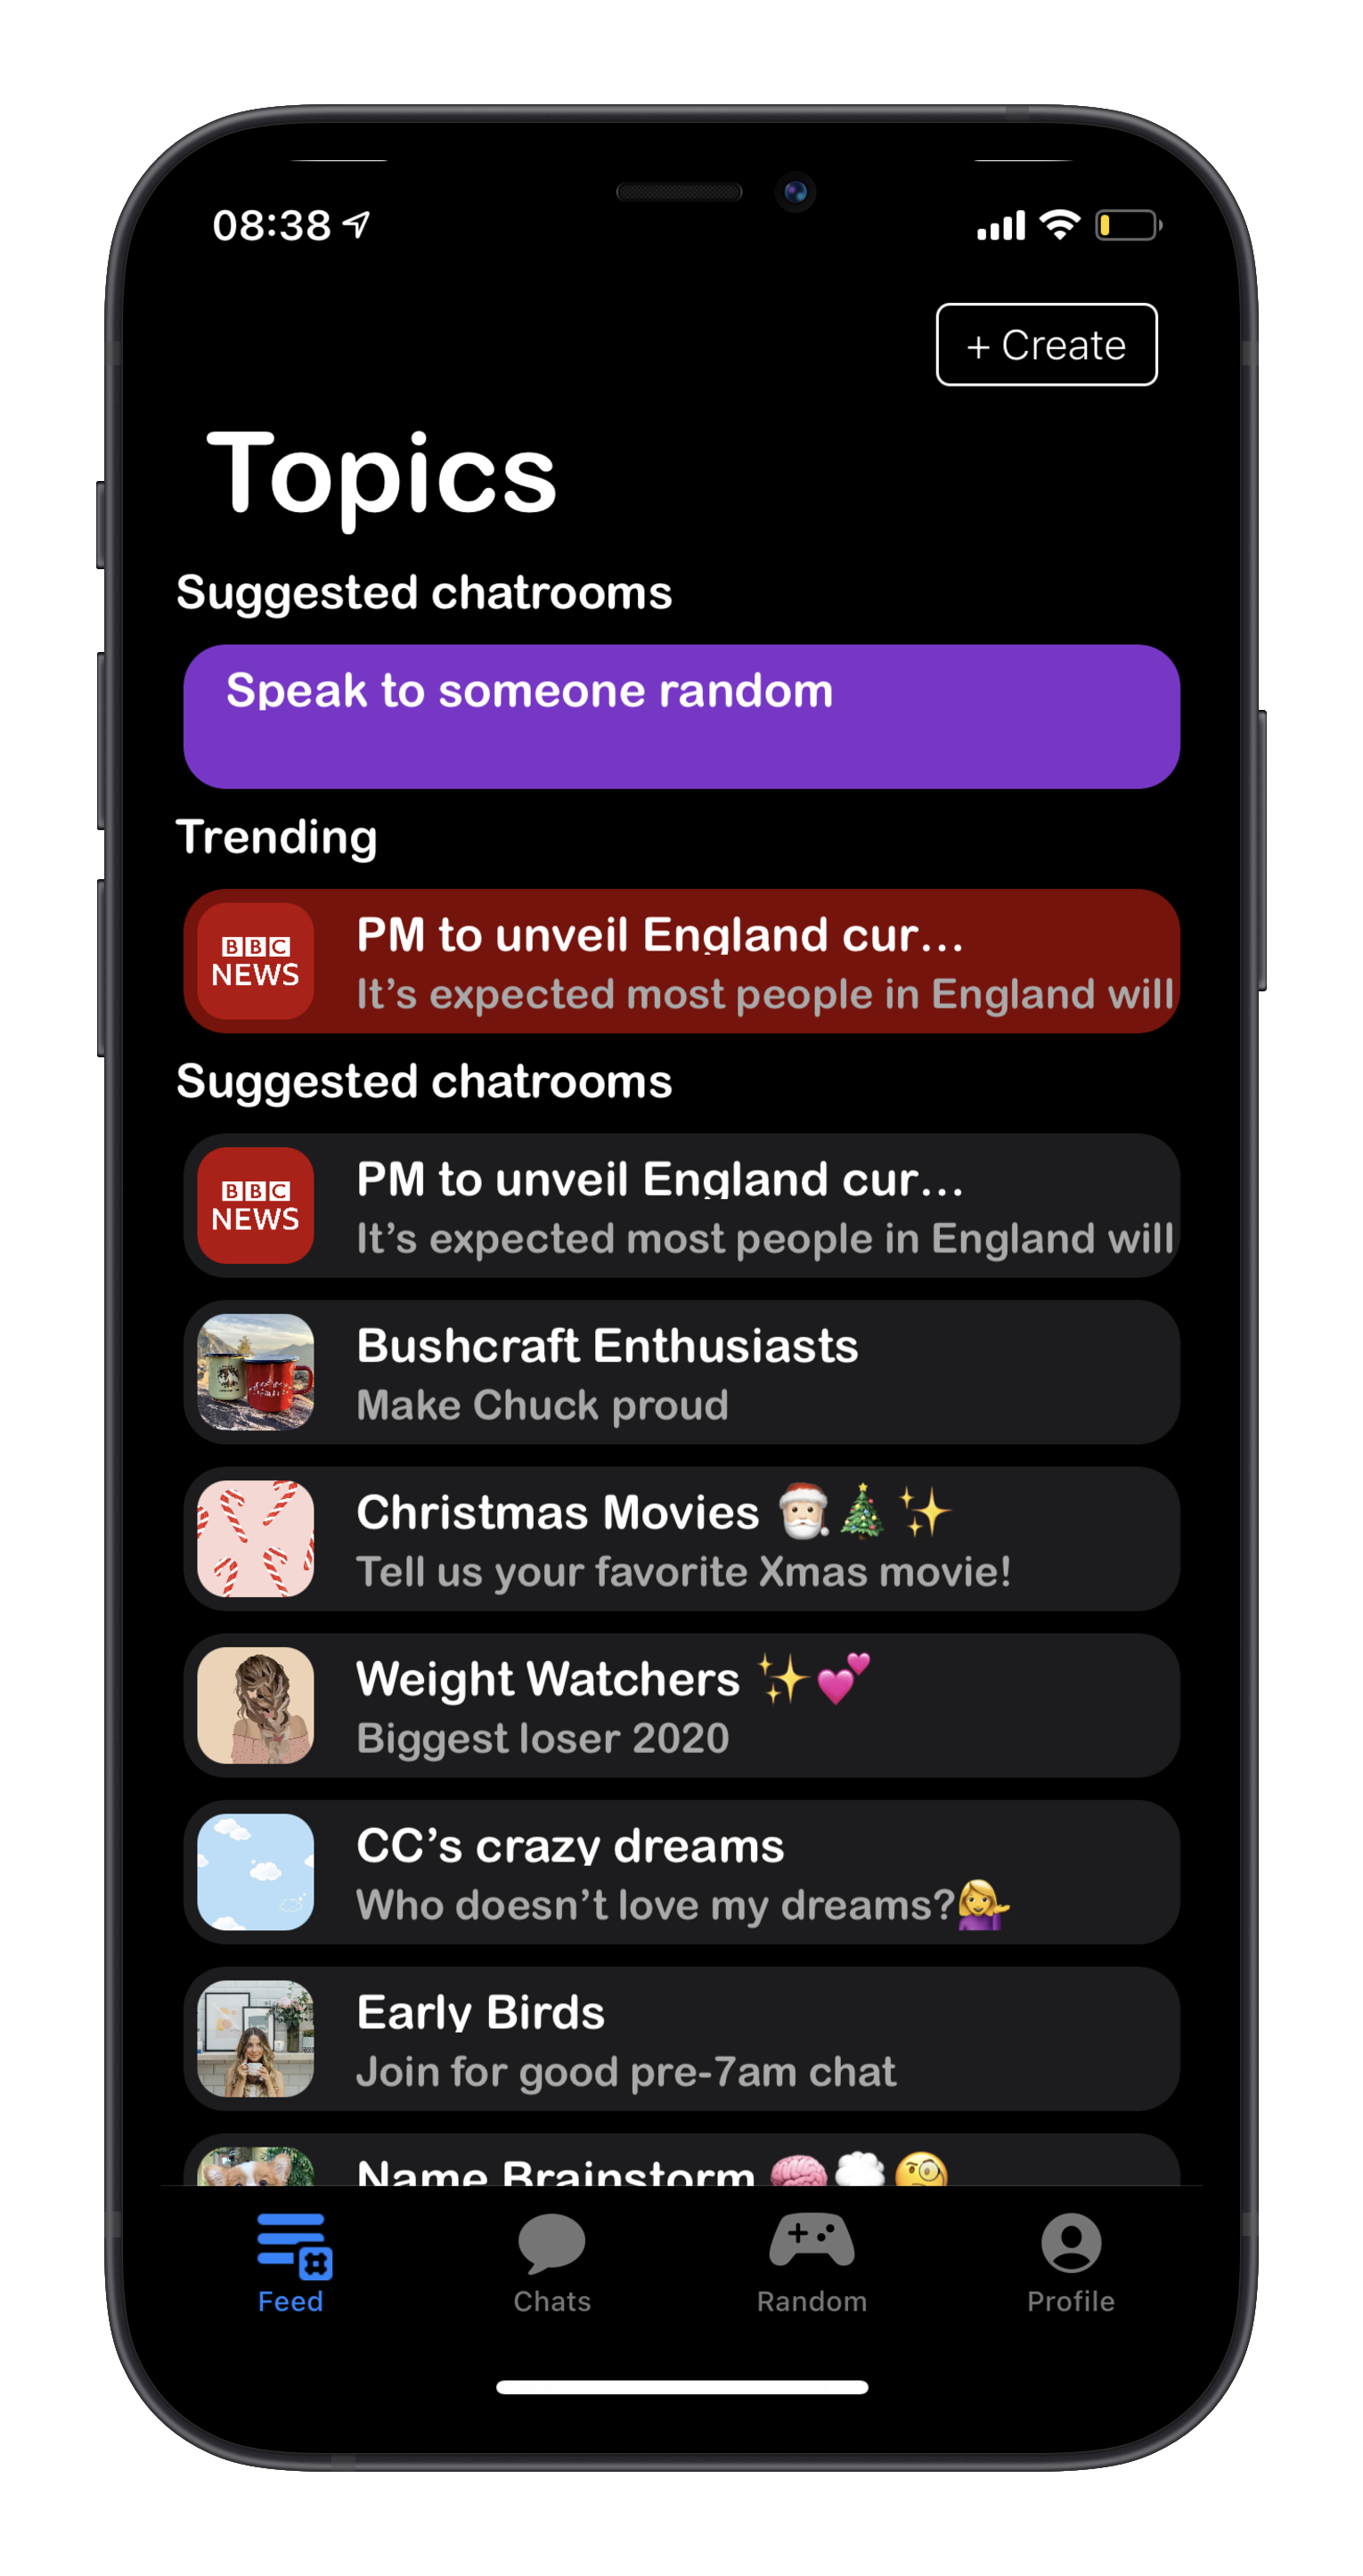 08:38
+ Create
Topics
Suggested chatrooms
Speak to someone random
Trending
BBC
NEWS
PM to unveil England cur...
It's expected most people in England will
Suggested chatrooms
BBC
NEWS
PM to unveil England cur...
It's expected most people in England will
Bushcraft Enthusiasts
Make Chuck proud
Christmas Movies 🎅🏻🎄✨
Tell us your favorite Xmas movie!
Weight Watchers ✨💕
Biggest loser 2020
CC's crazy dreams
Who doesn't love my dreams?💁‍♀️
Early Birds
Join for good pre-7am chat
Name Brainstorm 🧠💭🧐
Feed
Chats
Random
Profile